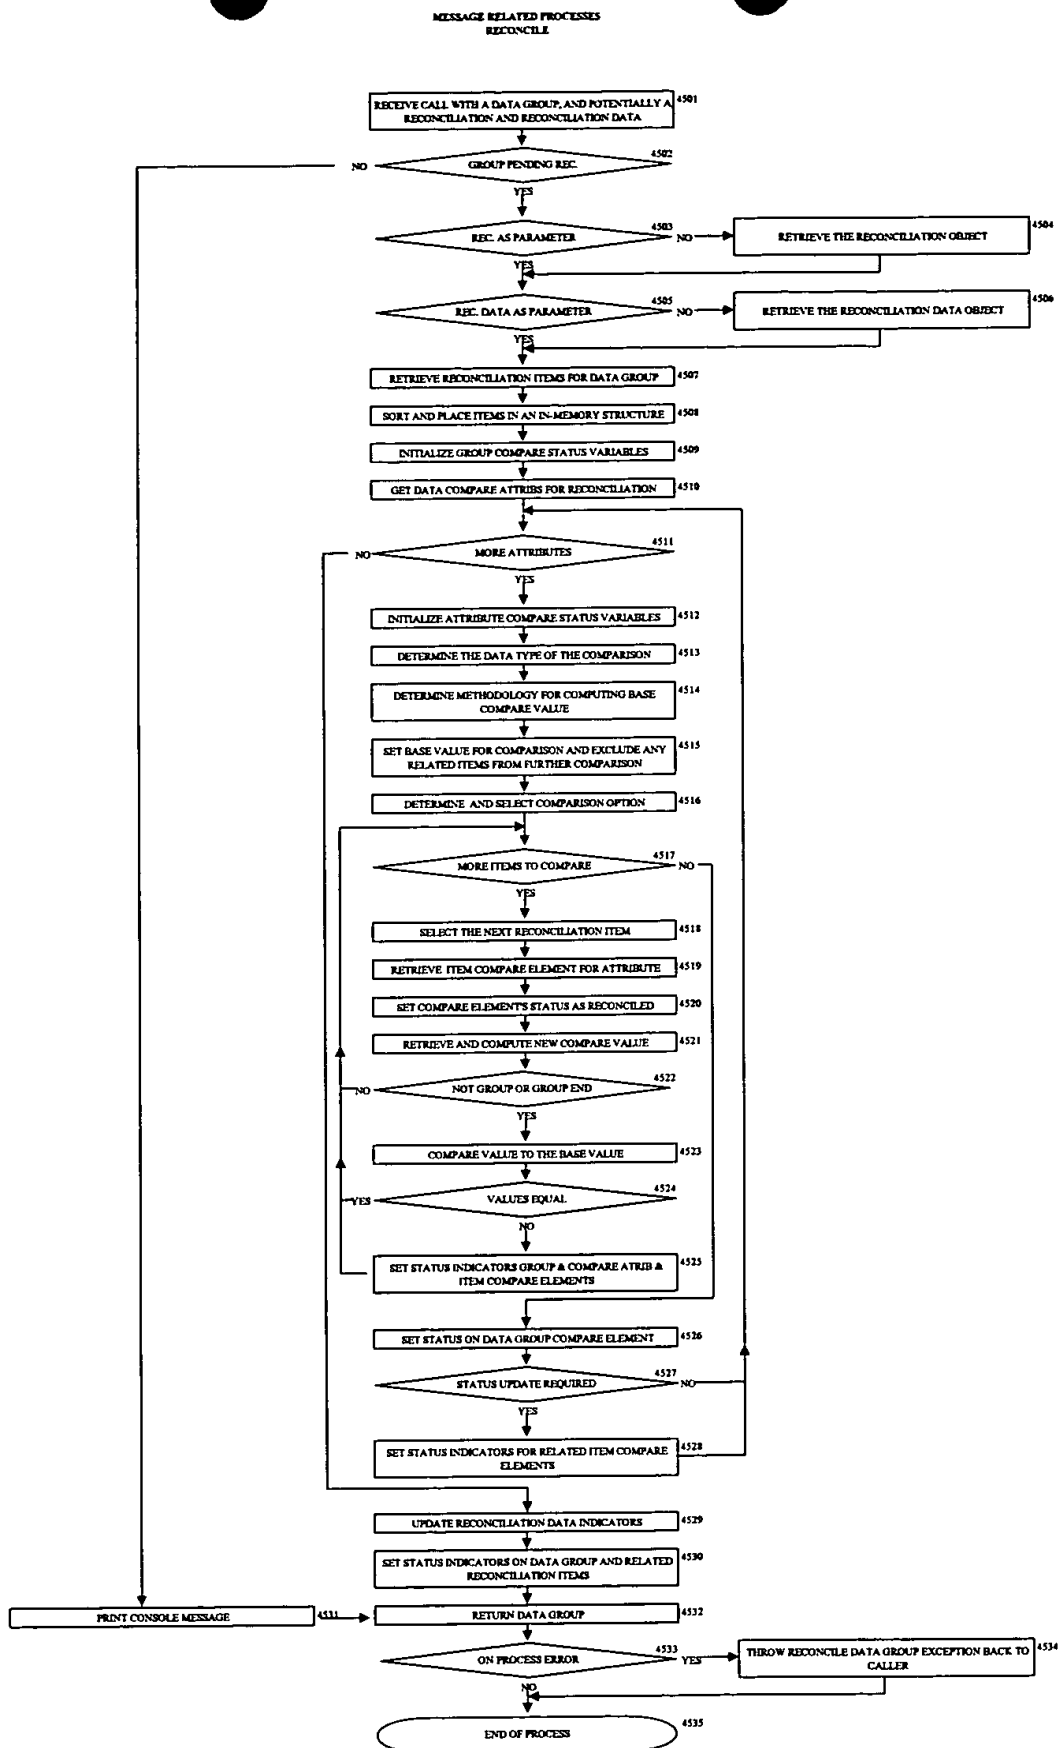 MESSAGE RELATED PROCESSES
RECONCILE
RECEIVE CALL WITH A DATA GROUP, AND POTENTIALLY A
RECONCILIATION AND RECONCILIATION DATA
4501
GROUP PENDING REC.
4502
NO
YES
REC. AS PARAMETER
4503
NO
RETRIEVE THE RECONCILIATION OBJECT
4504
YES
REC. DATA AS PARAMETER
4505
NO
RETRIEVE THE RECONCILIATION DATA OBJECT
4506
YES
RETRIEVE RECONCILIATION ITEMS FOR DATA GROUP
4507
SORT AND PLACE ITEMS IN AN IN-MEMORY STRUCTURE
4508
INITIALIZE GROUP COMPARE STATUS VARIABLES
4509
GET DATA COMPARE ATTRIBS FOR RECONCILIATION
4510
MORE ATTRIBUTES
4511
NO
YES
INITIALIZE ATTRIBUTE COMPARE STATUS VARIABLES
4512
DETERMINE THE DATA TYPE OF THE COMPARISON
4513
DETERMINE METHODOLOGY FOR COMPUTING BASE
COMPARE VALUE
4514
SET BASE VALUE FOR COMPARISON AND EXCLUDE ANY
RELATED ITEMS FROM FURTHER COMPARISON
4515
DETERMINE AND SELECT COMPARISON OPTION
4516
MORE ITEMS TO COMPARE
4517
NO
YES
SELECT THE NEXT RECONCILIATION ITEM
4518
RETRIEVE ITEM COMPARE ELEMENT FOR ATTRIBUTE
4519
SET COMPARE ELEMENT'S STATUS AS RECONCILED
4520
RETRIEVE AND COMPUTE NEW COMPARE VALUE
4521
NOT GROUP OR GROUP END
4522
NO
YES
COMPARE VALUE TO THE BASE VALUE
4523
VALUES EQUAL
4524
YES
NO
SET STATUS INDICATORS GROUP & COMPARE ATRIB &
ITEM COMPARE ELEMENTS
4525
SET STATUS ON DATA GROUP COMPARE ELEMENT
4526
STATUS UPDATE REQUIRED
4527
NO
YES
SET STATUS INDICATORS FOR RELATED ITEM COMPARE
ELEMENTS
4528
UPDATE RECONCILIATION DATA INDICATORS
4529
SET STATUS INDICATORS ON DATA GROUP AND RELATED
RECONCILIATION ITEMS
4530
PRINT CONSOLE MESSAGE
4531
RETURN DATA GROUP
4532
ON PROCESS ERROR
4533
YES
THROW RECONCILE DATA GROUP EXCEPTION BACK TO
CALLER
4534
NO
END OF PROCESS
4535